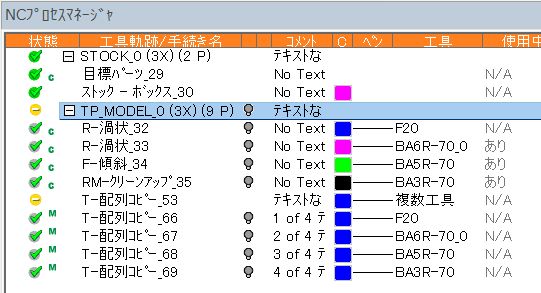 NCﾌﾟﾛｾｽﾏﾈｰｼﾞｬ
状態 工具軌跡/手続き名 ｺﾒﾝﾄ C ﾍﾟﾝ 工具 使用中
STOCK_0 (3X) (2 P) ﾃｷｽﾄな
c 目標ﾊﾟｰﾂ_29 No Text N/A
ｽﾄｯｸ ｰ ﾎﾞｯｸｽ_30 No Text N/A
TP_MODEL_0 (3X) (9 P) ﾃｷｽﾄな
c R-渦状_32 No Text F20 N/A
c R-渦状_33 No Text BA6R-70_0 あり
c F-傾斜_34 No Text BA5R-70 あり
c RM-ｸﾘｰﾝｱｯﾌﾟ_35 No Text BA3R-70 あり
T-配列ｺﾋﾟｰ_53 ﾃｷｽﾄな 複数工具 N/A
M T-配列ｺﾋﾟｰ_66 1 of 4 ﾃ F20 N/A
M T-配列ｺﾋﾟｰ_67 2 of 4 ﾃ BA6R-70_0 N/A
M T-配列ｺﾋﾟｰ_68 3 of 4 ﾃ BA5R-70 N/A
M T-配列ｺﾋﾟｰ_69 4 of 4 ﾃ BA3R-70 N/A